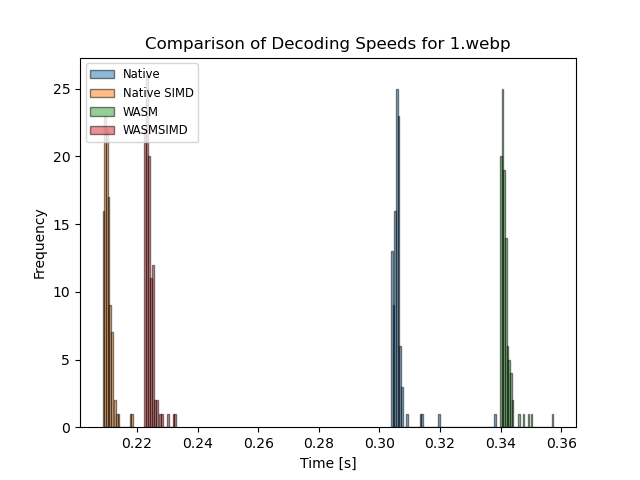 Comparison of Decoding Speeds for 1.webp
Native
Native SIMD
WASM
WASMSIMD
25
20
15
10
5
0
Frequency
0.22 0.24 0.26 0.28 0.30 0.32 0.34 0.36
Time [s]